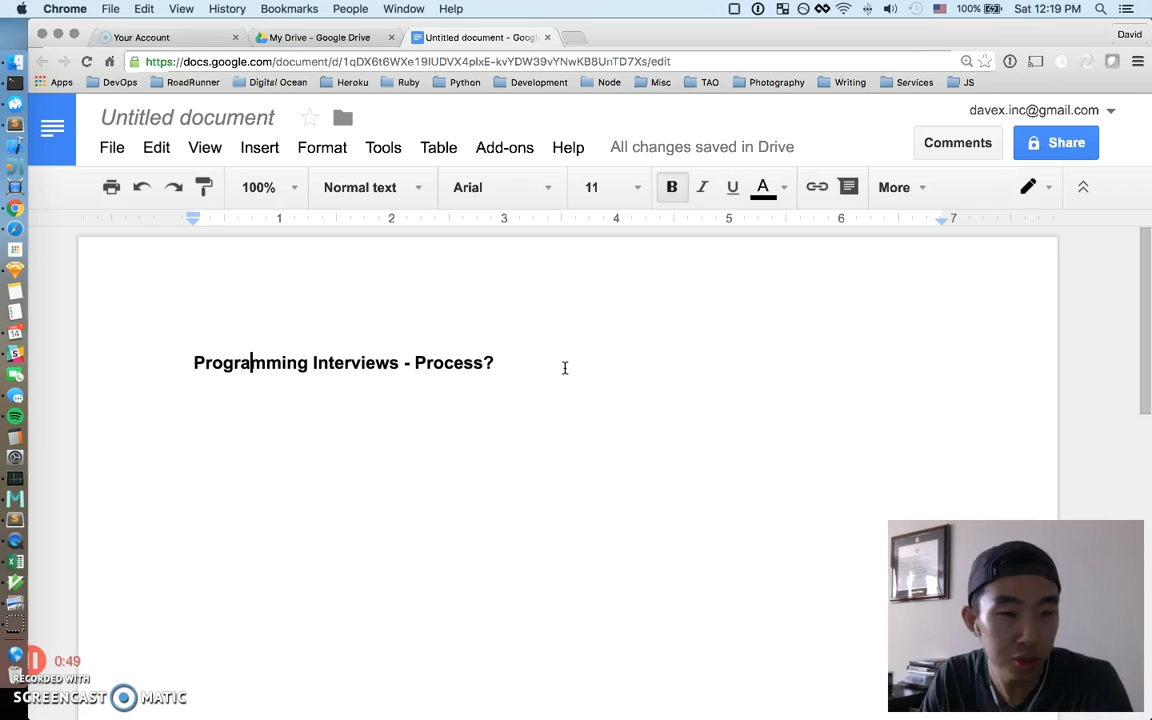 Chrome File Edit View History Bookmarks People Window Help 100% Sat 12:19 PM
Your Account My Drive - Google Drive Untitled document - Goog David
https://docs.google.com/document/d/1qDX6t6WXe19IUDVX4pIxE-kvYDW39vYNwKB8UnTD7Xs/edit
Apps DevOps RoadRunner Digital Ocean Heroku Ruby Python Development Node Misc TAO Photography Writing Services JS
Untitled document davex.inc@gmail.com
File Edit View Insert Format Tools Table Add-ons Help All changes saved in Drive Comments Share
100% Normal text Arial 11 B I U A More
1 2 3 4 5 6 7
Programming Interviews - Process?
0:49
RECORDED WITH
SCREENCAST MATIC